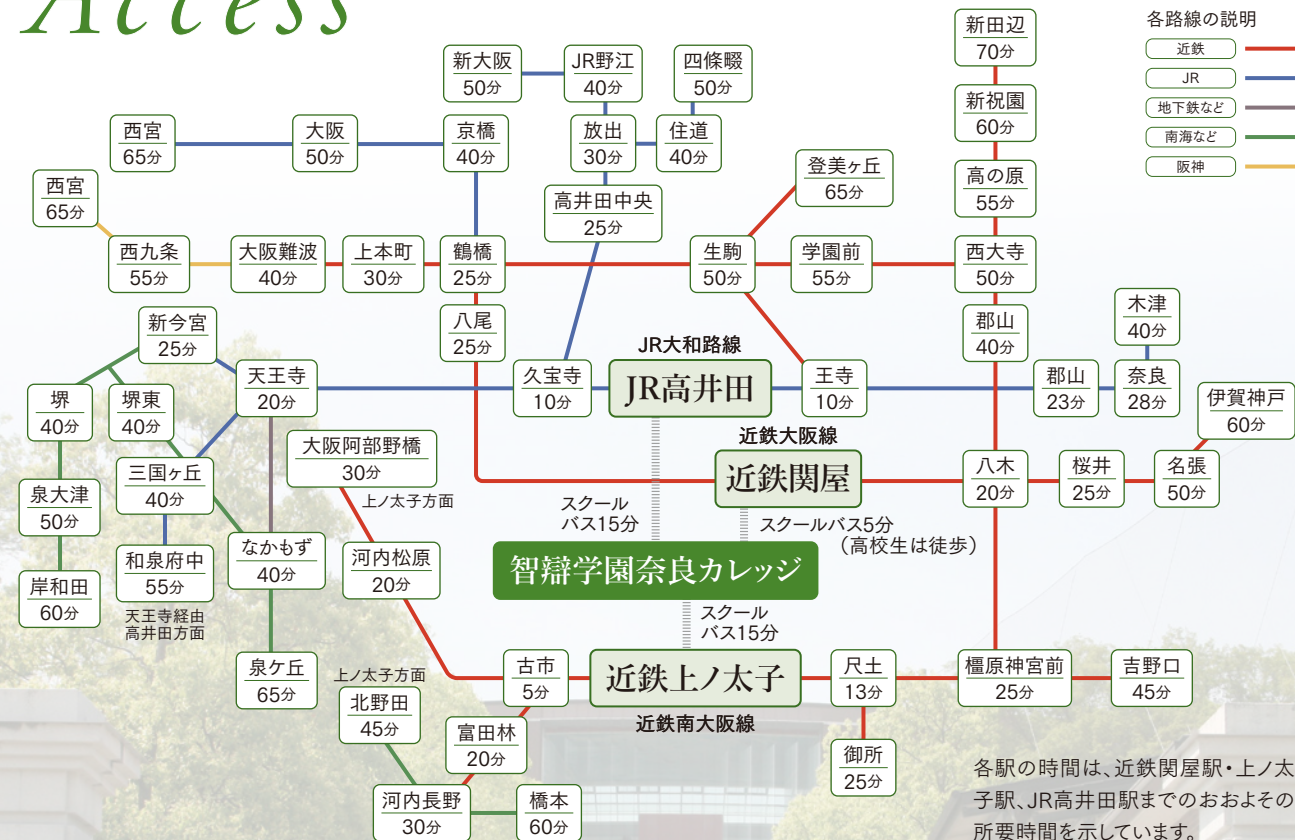 Access
各路線の説明
近鉄
JR
地下鉄など
南海など
阪神
新田辺
70分
新大阪
50分
JR野江
40分
四條畷
50分
新祝園
60分
西宮
65分
大阪
50分
京橋
40分
放出
30分
住道
40分
登美ヶ丘
65分
高の原
55分
西宮
65分
高井田中央
25分
西九条
55分
大阪難波
40分
上本町
30分
鶴橋
25分
生駒
50分
学園前
55分
西大寺
50分
新今宮
25分
八尾
25分
郡山
40分
木津
40分
JR大和路線
天王寺
20分
久宝寺
10分
JR高井田
王寺
10分
郡山
23分
奈良
28分
堺
40分
堺東
40分
伊賀神戸
60分
大阪阿部野橋
30分
上ノ太子方面
近鉄大阪線
近鉄関屋
八木
20分
桜井
25分
名張
50分
三国ヶ丘
40分
泉大津
50分
スクール
バス15分
スクールバス5分
（高校生は徒歩）
なかもず
40分
河内松原
20分
智辯学園奈良カレッジ
和泉府中
55分
天王寺経由
高井田方面
岸和田
60分
スクール
バス15分
泉ケ丘
65分
上ノ太子方面
北野田
45分
古市
5分
近鉄上ノ太子
近鉄南大阪線
尺土
13分
橿原神宮前
25分
吉野口
45分
富田林
20分
御所
25分
河内長野
30分
橋本
60分
各駅の時間は、近鉄関屋駅・上ノ太
子駅、JR高井田駅までのおおよその
所要時間を示しています。